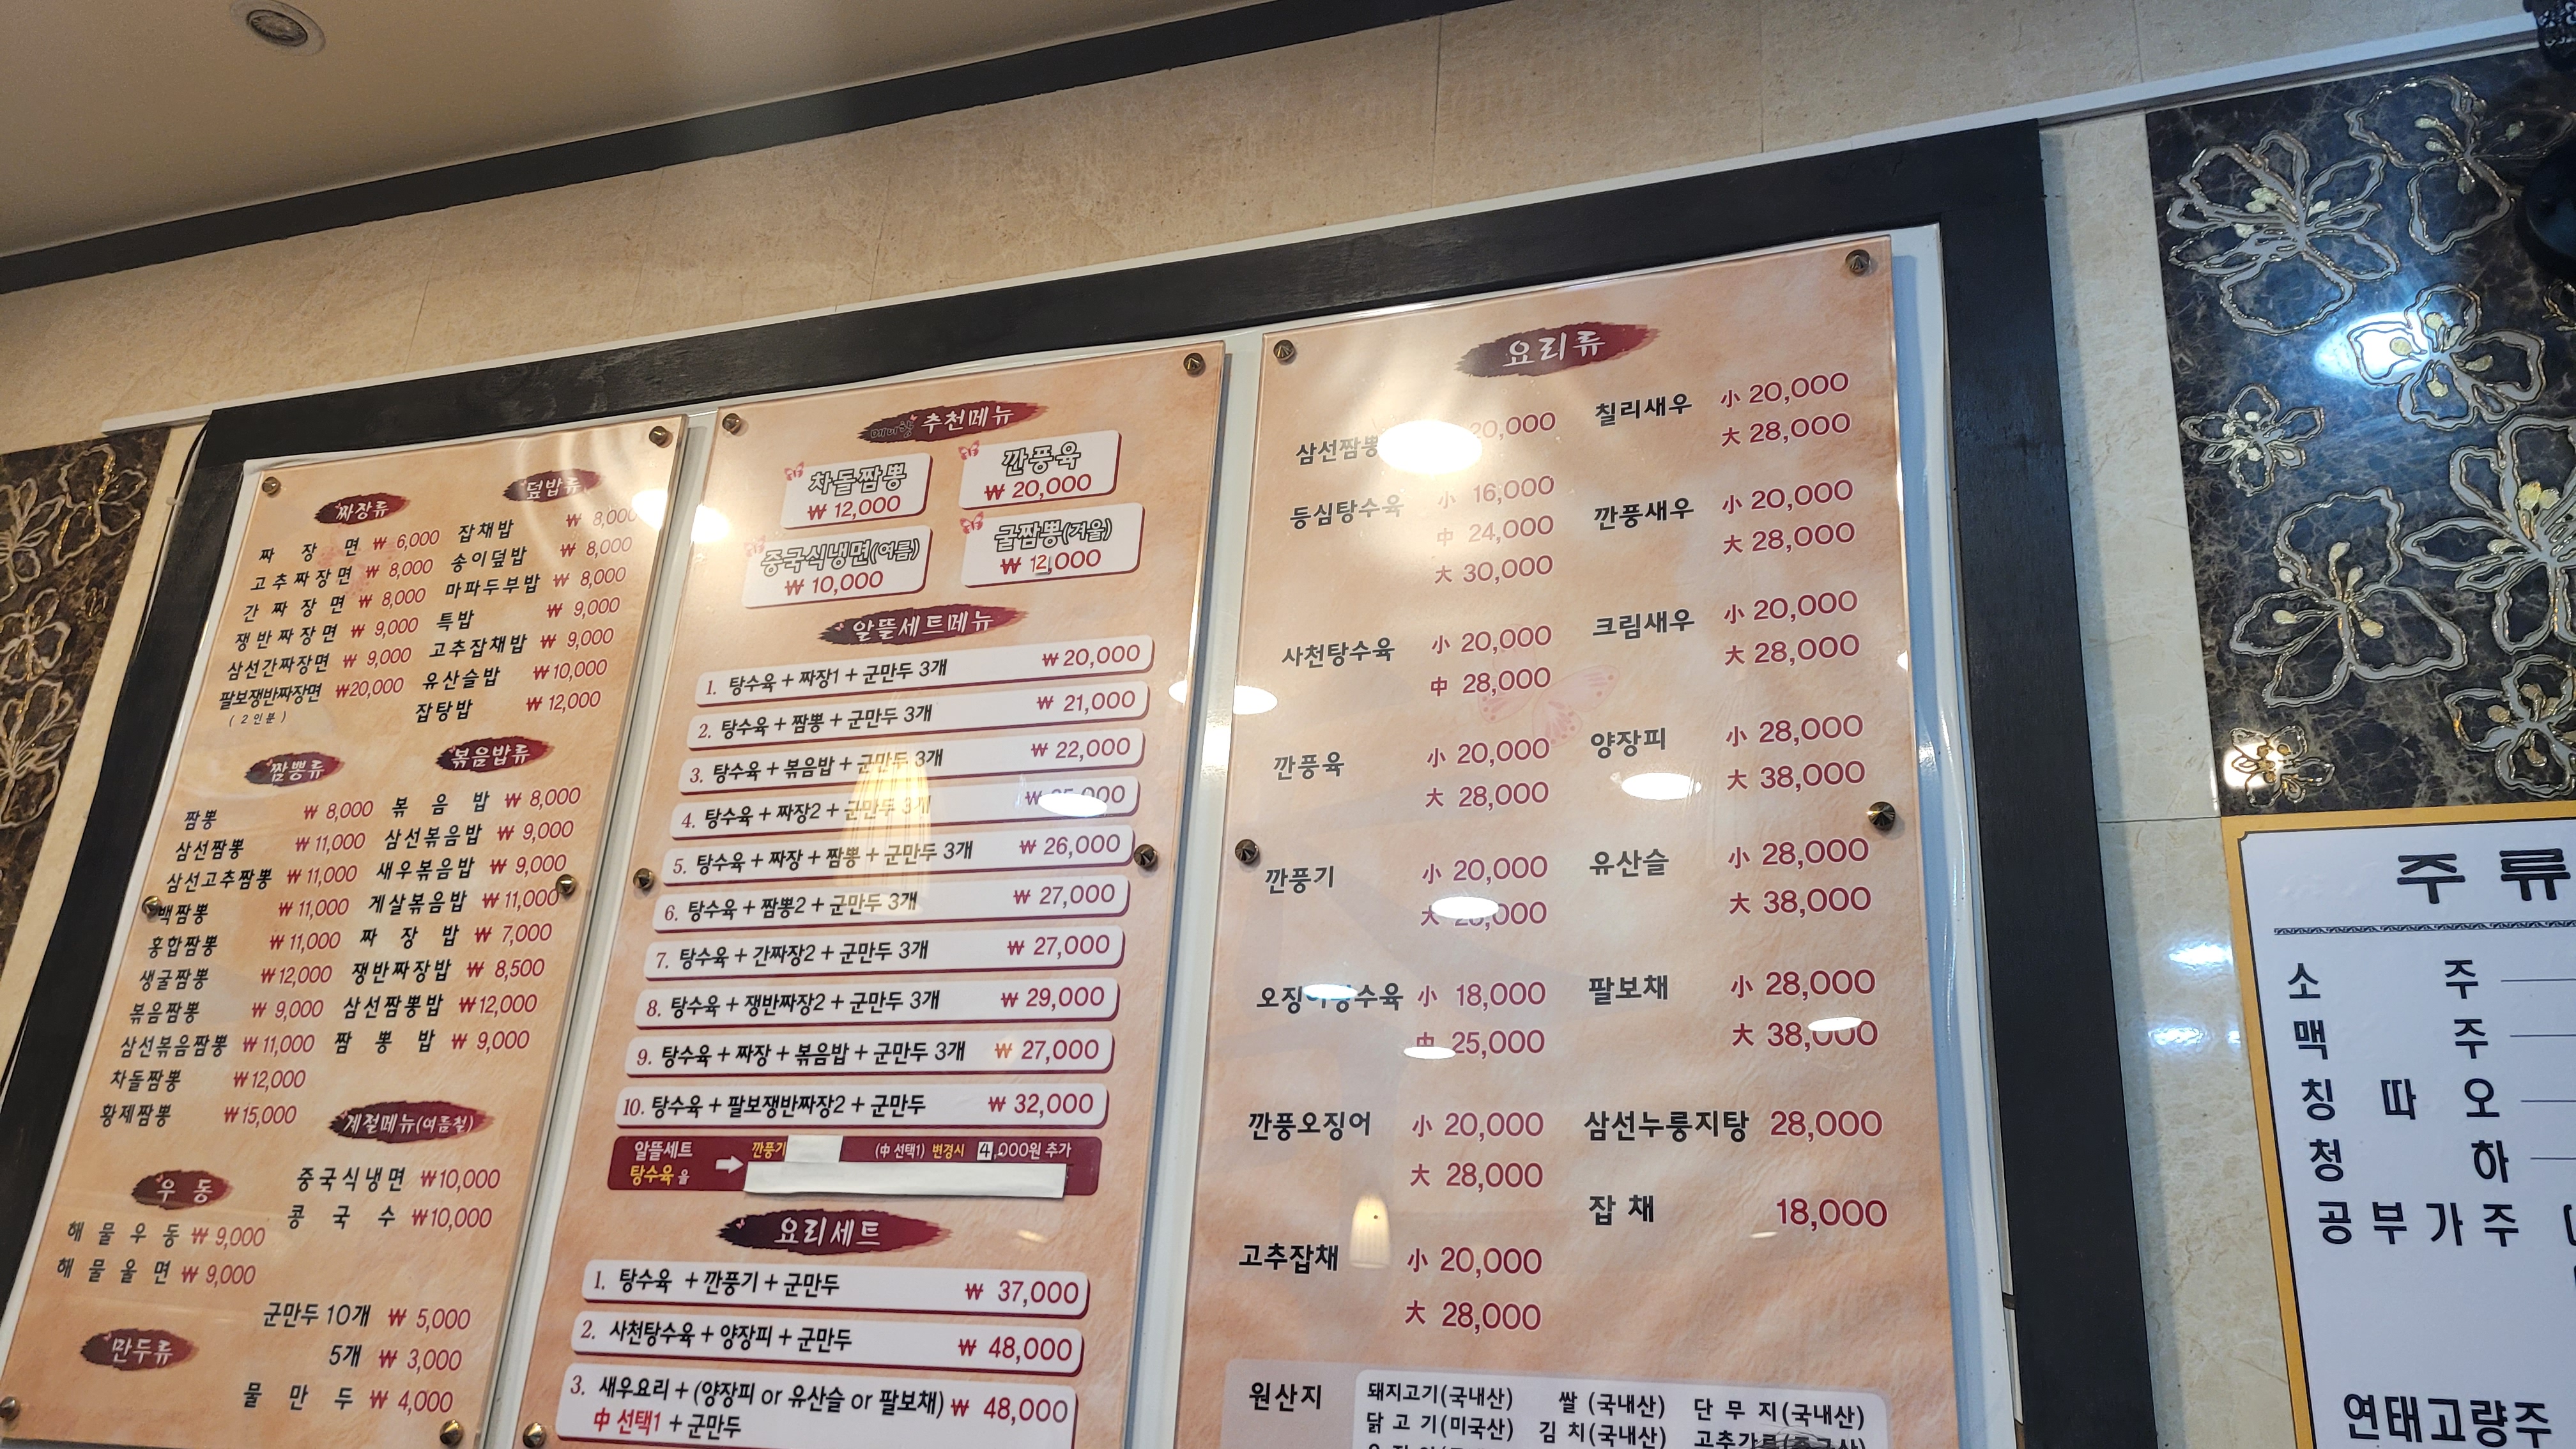 짜장류
짜장면 ₩6,000
고추짜장면 ₩8,000
간짜장면 ₩8,000
쟁반짜장면 ₩9,000
삼선간짜장면 ₩9,000
팔보쟁반짜장면 ₩20,000
(2인분)
덮밥류
잡채밥 ₩8,000
송이덮밥 ₩8,000
마파두부밥 ₩8,000
특밥 ₩9,000
고추잡채밥 ₩9,000
유산슬밥 ₩10,000
잡탕밥 ₩12,000
짬뽕류
짬뽕 ₩8,000
삼선짬뽕 ₩11,000
삼선고추짬뽕 ₩11,000
백짬뽕 ₩11,000
홍합짬뽕 ₩11,000
생굴짬뽕 ₩12,000
볶음짬뽕 ₩9,000
삼선볶음짬뽕 ₩11,000
차돌짬뽕 ₩12,000
황제짬뽕 ₩15,000
볶음밥류
볶음밥 ₩8,000
삼선볶음밥 ₩9,000
새우볶음밥 ₩9,000
게살볶음밥 ₩11,000
짜장밥 ₩7,000
쟁반짜장밥 ₩8,500
삼선짬뽕밥 ₩12,000
짬뽕밥 ₩9,000
계절메뉴(여름철)
중국식냉면 ₩10,000
콩국수 ₩10,000
우동
해물우동 ₩9,000
해물울면 ₩9,000
만두류
군만두 10개 ₩5,000
5개 ₩3,000
물만두 ₩4,000
추천메뉴
차돌짬뽕
₩12,000
깐풍육
₩20,000
중국식냉면(여름)
₩10,000
굴짬뽕(겨울)
₩12,000
알뜰세트메뉴
1. 탕수육 + 짜장1 + 군만두 3개 ₩20,000
2. 탕수육 + 짬뽕 + 군만두 3개 ₩21,000
3. 탕수육 + 볶음밥 + 군만두 3개 ₩22,000
4. 탕수육 + 짜장2 + 군만두 3개
5. 탕수육 + 짜장 + 짬뽕 + 군만두 3개 ₩26,000
6. 탕수육 + 짬뽕2 + 군만두 3개 ₩27,000
7. 탕수육 + 간짜장2 + 군만두 3개 ₩27,000
8. 탕수육 + 쟁반짜장2 + 군만두 3개 ₩29,000
9. 탕수육 + 짜장 + 볶음밥 + 군만두 3개 ₩27,000
10. 탕수육 + 팔보쟁반짜장2 + 군만두 ₩32,000
알뜰세트 탕수육을 깐풍기 (中 선택1) 변경시 4,000원 추가
요리세트
1. 탕수육 + 깐풍기 + 군만두 ₩37,000
2. 사천탕수육 + 양장피 + 군만두 ₩48,000
3. 새우요리 + (양장피 or 유산슬 or 팔보채) ₩48,000
中 선택1 + 군만두
요리류
삼선짬뽕 20,000
등심탕수육 小 16,000
中 24,000
大 30,000
사천탕수육 小 20,000
中 28,000
깐풍육 小 20,000
大 28,000
깐풍기 小 20,000
大
小 18,000
中 25,000
깐풍오징어 小 20,000
大 28,000
고추잡채 小 20,000
大 28,000
칠리새우 小 20,000
大 28,000
깐풍새우 小 20,000
大 28,000
크림새우 小 20,000
大 28,000
양장피 小 28,000
大 38,000
유산슬 小 28,000
大 38,000
팔보채 小 28,000
大 38,000
삼선누룽지탕 28,000
잡채 18,000
원산지
돼지고기(국내산) 쌀(국내산) 단무지(국내산)
닭고기(미국산) 김치(국내산)
주류
소주
맥주
칭따오
청하
공부가주
연태고량주